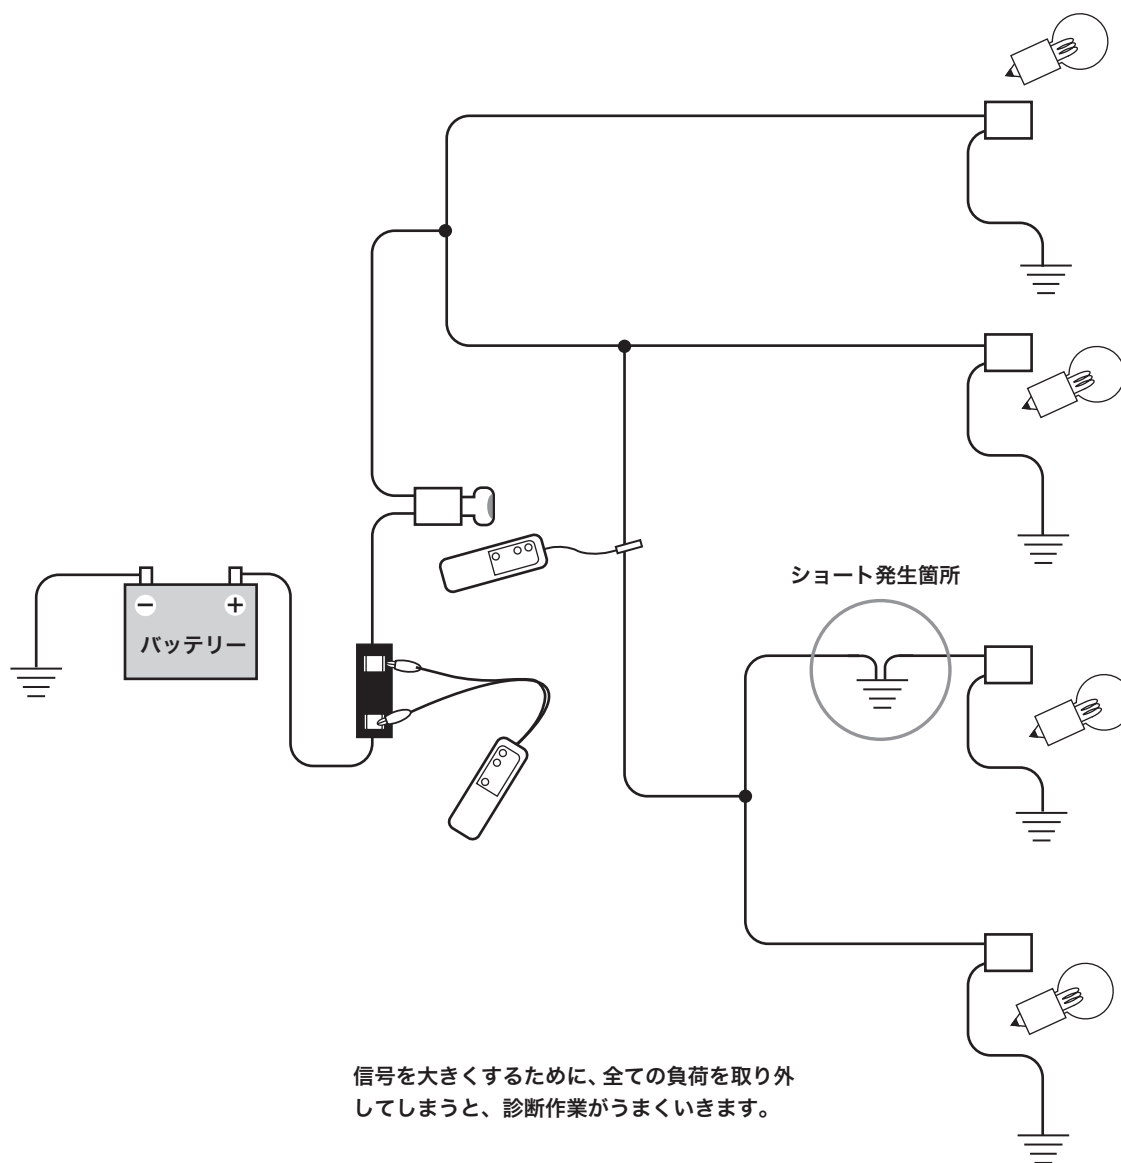 ショート発生箇所
− +
バッテリー
信号を大きくするために、全ての負荷を取り外
してしまうと、診断作業がうまくいきます。